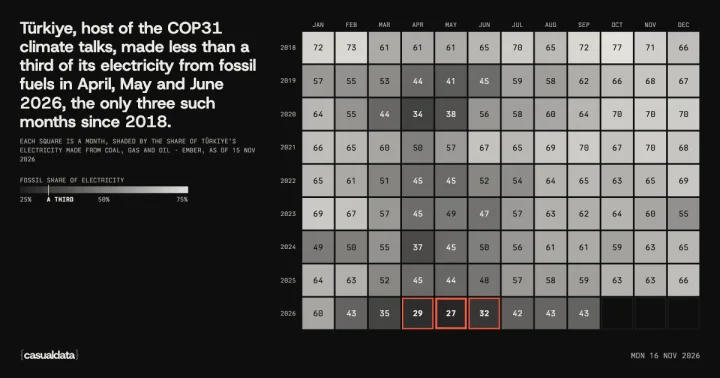 Türkiye, host of the COP31
climate talks, made less than a
third of its electricity from fossil
fuels in April, May and June
2026, the only three such
months since 2018.
EACH SQUARE IS A MONTH, SHADED BY THE SHARE OF TÜRKIYE'S
ELECTRICITY MADE FROM COAL, GAS AND OIL · EMBER, AS OF 15 NOV
2026
FOSSIL SHARE OF ELECTRICITY
25% A THIRD 50% 75%
JAN FEB MAR APR MAY JUN JUL AUG SEP OCT NOV DEC
2018 72 73 61 61 61 65 70 65 72 77 71 66
2019 57 55 53 44 41 45 59 58 62 66 68 67
2020 64 55 44 34 38 56 58 60 64 70 70 70
2021 66 65 60 50 57 67 65 69 70 67 70 68
2022 65 61 51 45 45 52 54 64 65 63 65 69
2023 69 67 57 45 49 47 57 63 62 64 60 55
2024 49 50 55 37 45 50 56 61 61 59 63 65
2025 64 63 52 45 44 48 57 58 59 63 63 66
2026 60 43 35 29 27 32 42 43 43
{casualdata}
MON 16 NOV 2026